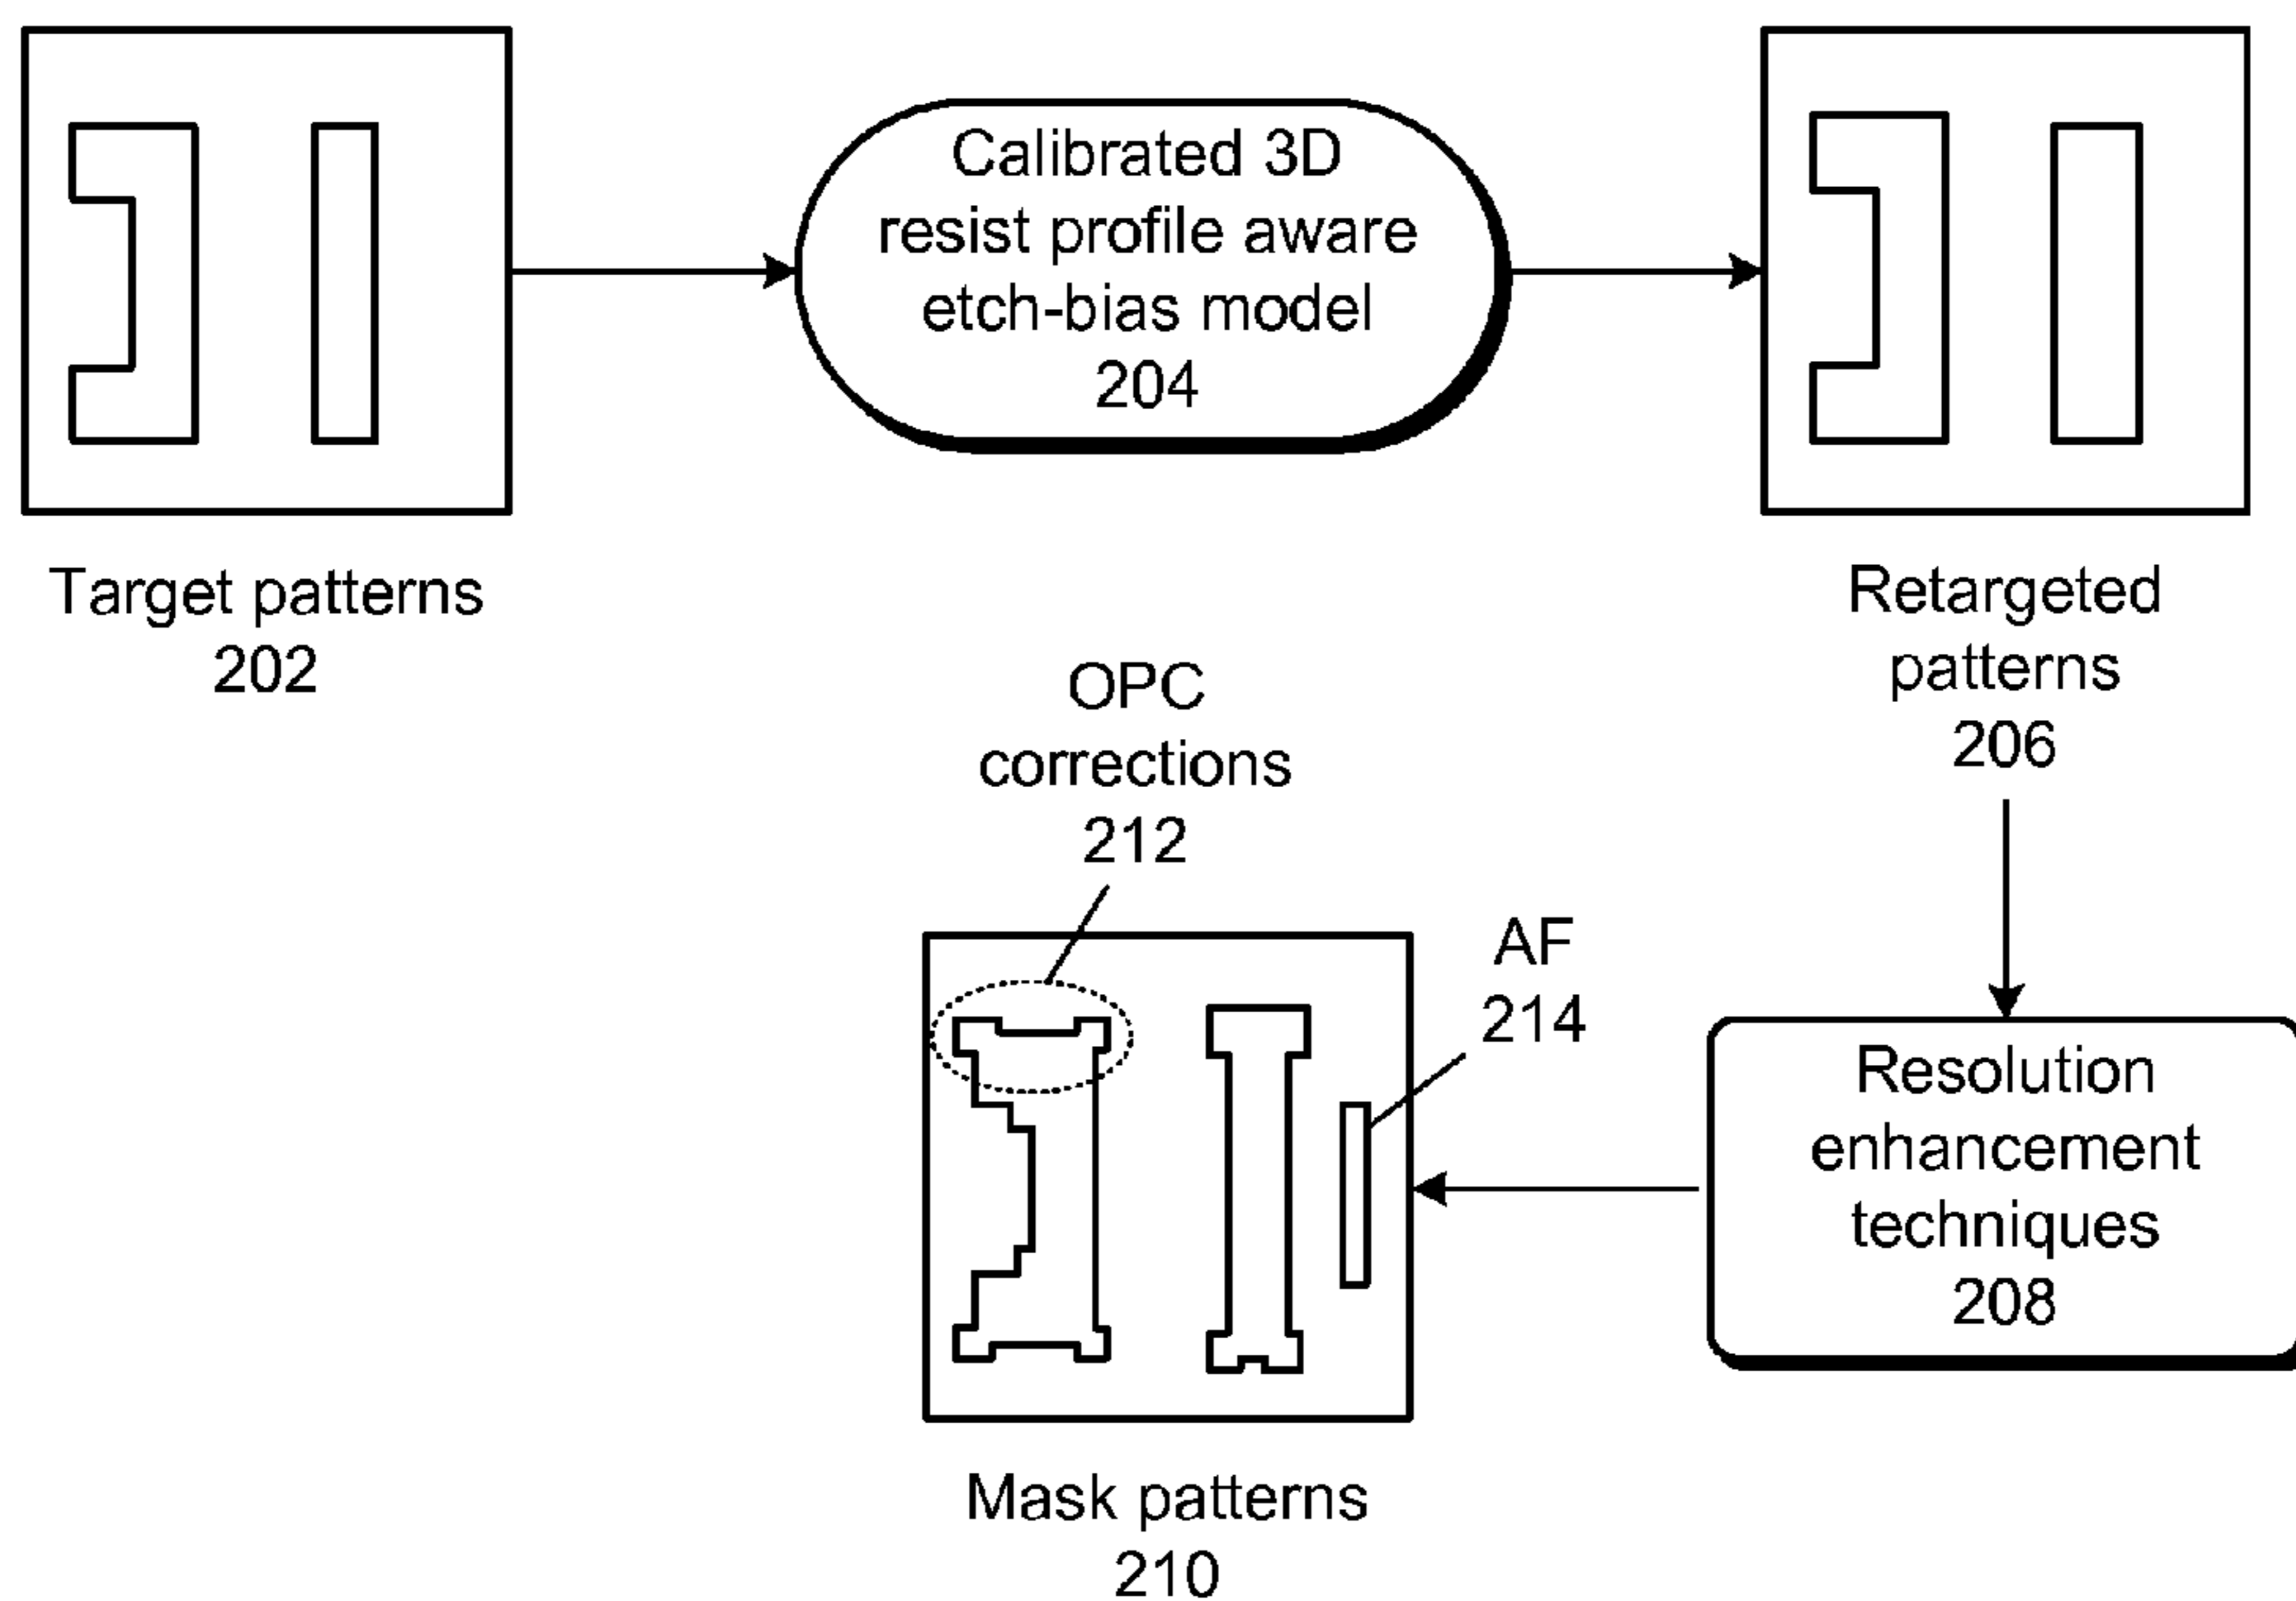 Calibrated 3D
resist profile aware
etch-bias model
204
Target patterns
202
Retargeted
patterns
206
OPC
corrections
212
AF
214
Resolution
enhancement
techniques
208
Mask patterns
210